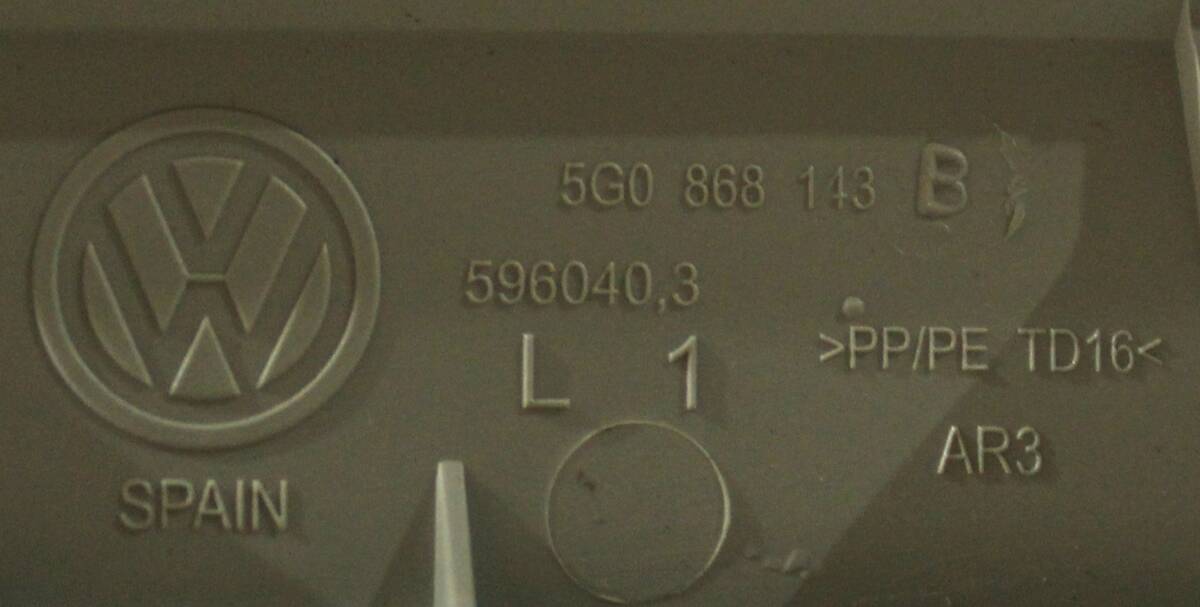 5G0 868 143 B
596040,3
L 1
>PP/PE TD16<
AR3
SPAIN